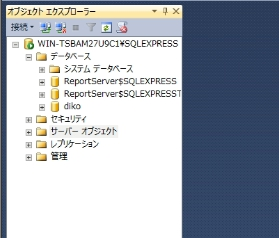 オブジェクト エクスプローラー
接続
WIN-TSBAM27U9C1¥SQLEXPRESS
データベース
システム データベース
ReportServer$SQLEXPRESS
ReportServer$SQLEXPRESST
diko
セキュリティ
サーバー オブジェクト
レプリケーション
管理